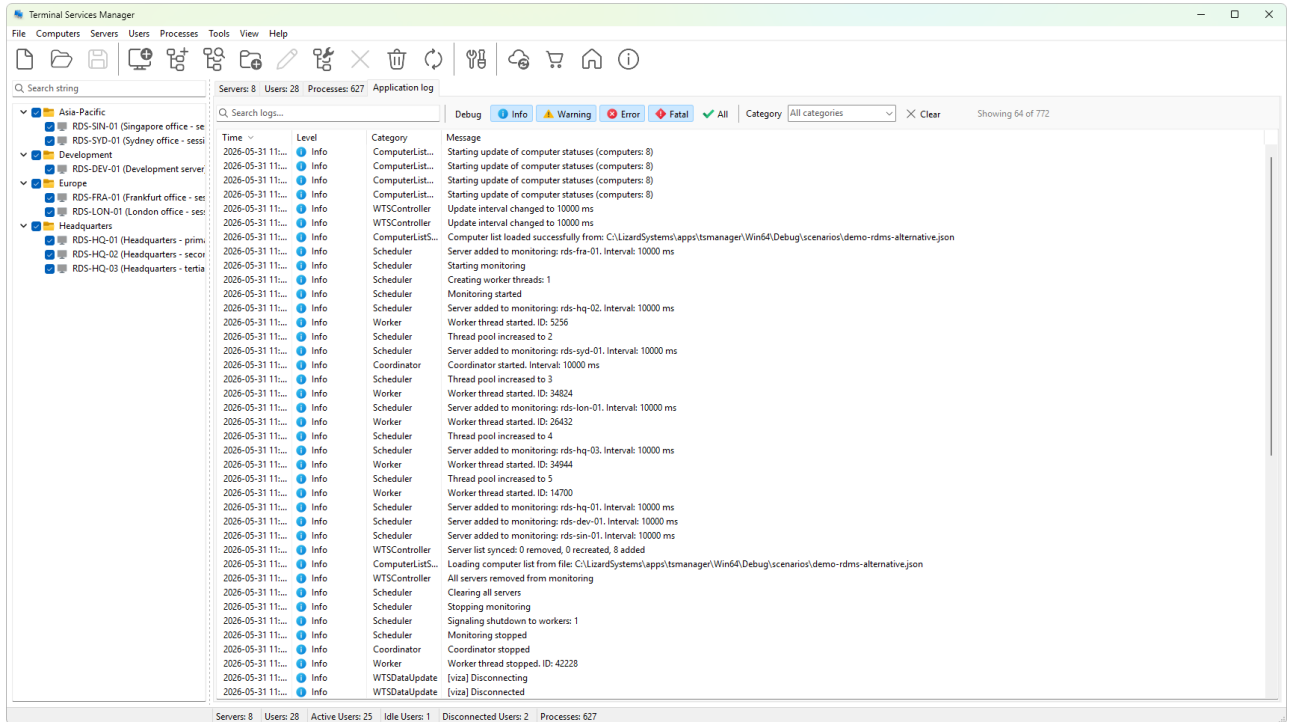 Terminal Services Manager
File Computers Servers Users Processes Tools View Help
Search string
Servers: 8 Users: 28 Processes: 627 Application log
Search logs... Debug Info Warning Error Fatal All Category All categories Clear Showing 64 of 772
Asia-Pacific
RDS-SIN-01 (Singapore office - se
RDS-SYD-01 (Sydney office - sessi
Development
RDS-DEV-01 (Development server
Europe
RDS-FRA-01 (Frankfurt office - ses
RDS-LON-01 (London office - ses
Headquarters
RDS-HQ-01 (Headquarters - prima
RDS-HQ-02 (Headquarters - secon
RDS-HQ-03 (Headquarters - tertia
Time Level Category Message
2026-05-31 11:... Info ComputerList... Starting update of computer statuses (computers: 8)
2026-05-31 11:... Info ComputerList... Starting update of computer statuses (computers: 8)
2026-05-31 11:... Info ComputerList... Starting update of computer statuses (computers: 8)
2026-05-31 11:... Info ComputerList... Starting update of computer statuses (computers: 8)
2026-05-31 11:... Info WTSController Update interval changed to 10000 ms
2026-05-31 11:... Info WTSController Update interval changed to 10000 ms
2026-05-31 11:... Info ComputerListS... Computer list loaded successfully from: C:\LizardSystems\apps\tsmanager\Win64\Debug\scenarios\demo-rdms-alternative.json
2026-05-31 11:... Info Scheduler Server added to monitoring: rds-fra-01. Interval: 10000 ms
2026-05-31 11:... Info Scheduler Starting monitoring
2026-05-31 11:... Info Scheduler Creating worker threads: 1
2026-05-31 11:... Info Scheduler Monitoring started
2026-05-31 11:... Info Scheduler Server added to monitoring: rds-hq-02. Interval: 10000 ms
2026-05-31 11:... Info Worker Worker thread started. ID: 5256
2026-05-31 11:... Info Scheduler Thread pool increased to 2
2026-05-31 11:... Info Scheduler Server added to monitoring: rds-syd-01. Interval: 10000 ms
2026-05-31 11:... Info Coordinator Coordinator started. Interval: 10000 ms
2026-05-31 11:... Info Scheduler Thread pool increased to 3
2026-05-31 11:... Info Worker Worker thread started. ID: 34824
2026-05-31 11:... Info Scheduler Server added to monitoring: rds-lon-01. Interval: 10000 ms
2026-05-31 11:... Info Worker Worker thread started. ID: 26432
2026-05-31 11:... Info Scheduler Thread pool increased to 4
2026-05-31 11:... Info Scheduler Server added to monitoring: rds-hq-03. Interval: 10000 ms
2026-05-31 11:... Info Worker Worker thread started. ID: 34944
2026-05-31 11:... Info Scheduler Thread pool increased to 5
2026-05-31 11:... Info Worker Worker thread started. ID: 14700
2026-05-31 11:... Info Scheduler Server added to monitoring: rds-hq-01. Interval: 10000 ms
2026-05-31 11:... Info Scheduler Server added to monitoring: rds-dev-01. Interval: 10000 ms
2026-05-31 11:... Info Scheduler Server added to monitoring: rds-sin-01. Interval: 10000 ms
2026-05-31 11:... Info WTSController Server list synced: 0 removed, 0 recreated, 8 added
2026-05-31 11:... Info ComputerListS... Loading computer list from file: C:\LizardSystems\apps\tsmanager\Win64\Debug\scenarios\demo-rdms-alternative.json
2026-05-31 11:... Info WTSController All servers removed from monitoring
2026-05-31 11:... Info Scheduler Clearing all servers
2026-05-31 11:... Info Scheduler Stopping monitoring
2026-05-31 11:... Info Scheduler Signaling shutdown to workers: 1
2026-05-31 11:... Info Scheduler Monitoring stopped
2026-05-31 11:... Info Coordinator Coordinator stopped
2026-05-31 11:... Info Worker Worker thread stopped. ID: 42228
2026-05-31 11:... Info WTSDataUpdate [viza] Disconnecting
2026-05-31 11:... Info WTSDataUpdate [viza] Disconnected
Servers: 8 Users: 28 Active Users: 25 Idle Users: 1 Disconnected Users: 2 Processes: 627